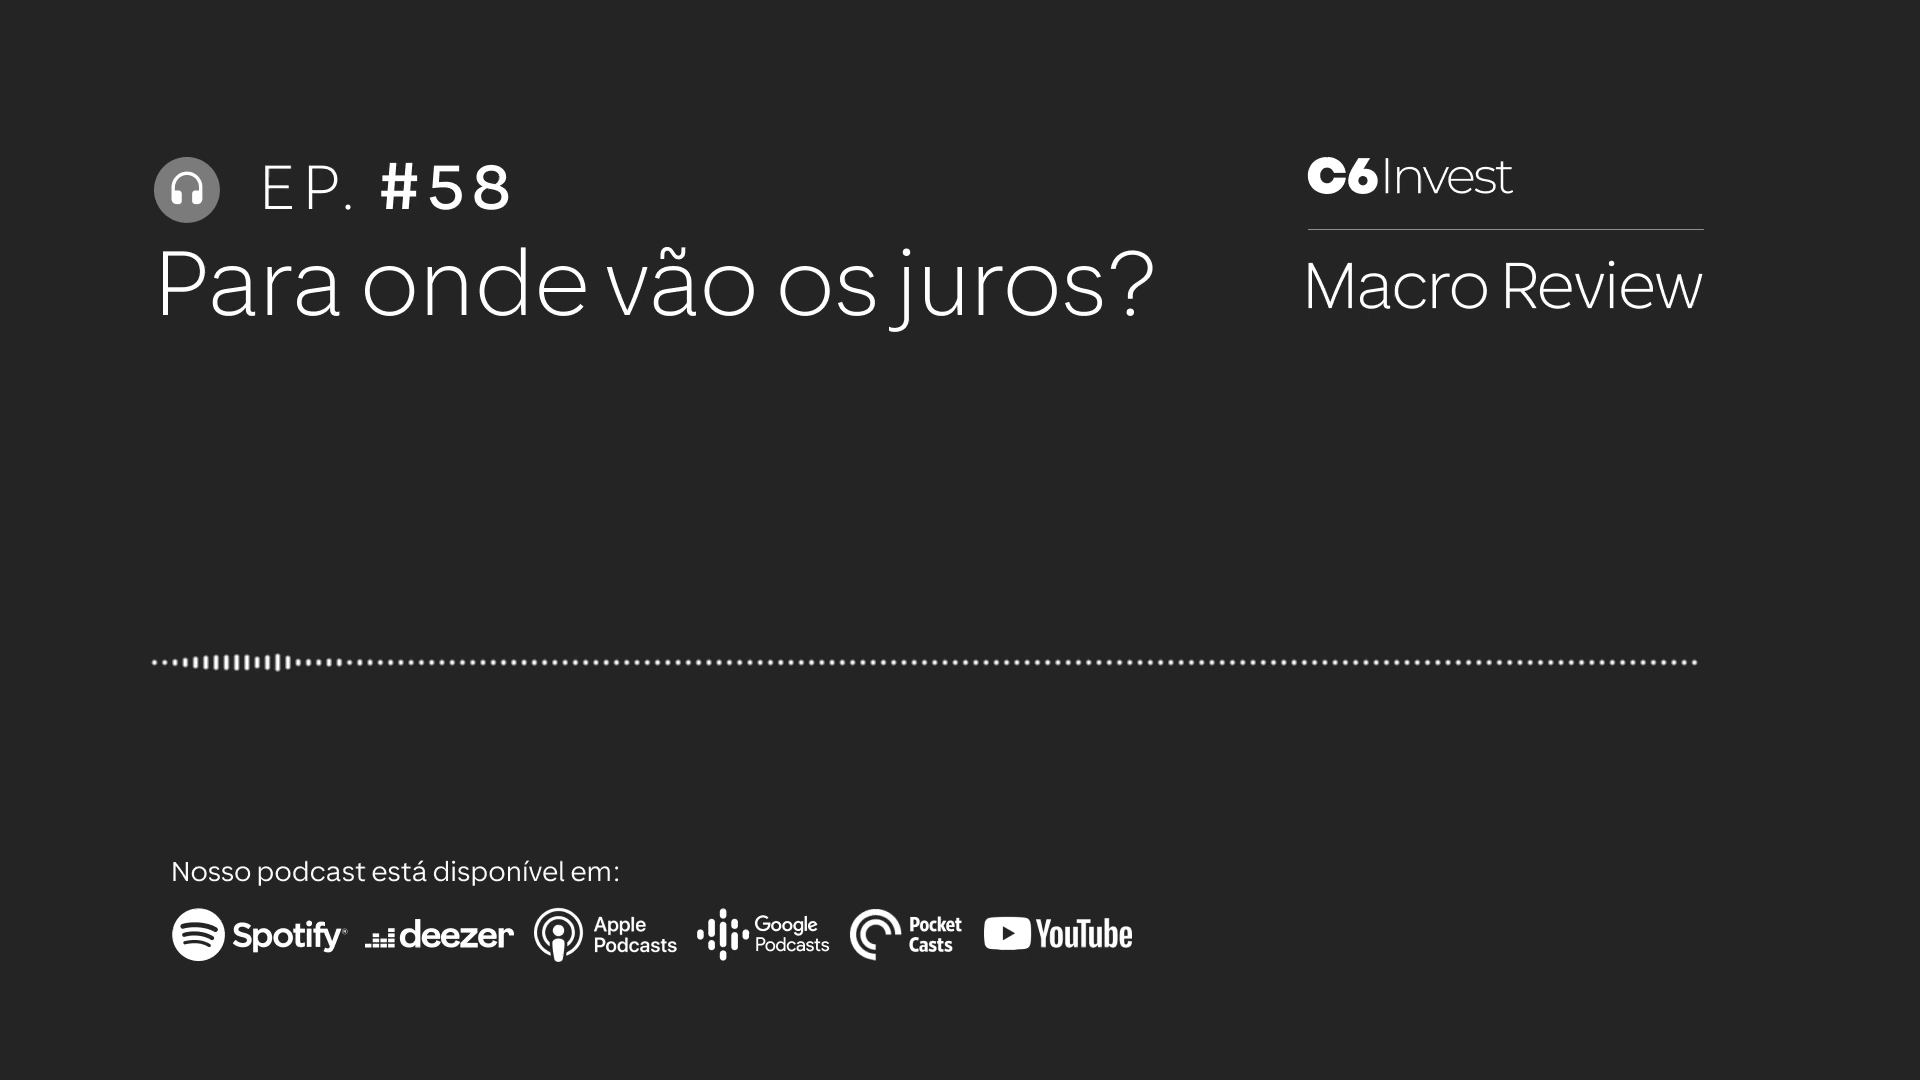 EP. #58
Para onde vão os juros?
C6 Invest
Macro Review
Nosso podcast está disponível em:
Spotify®
deezer
Apple
Podcasts
Google
Podcasts
Pocket
Casts
YouTube